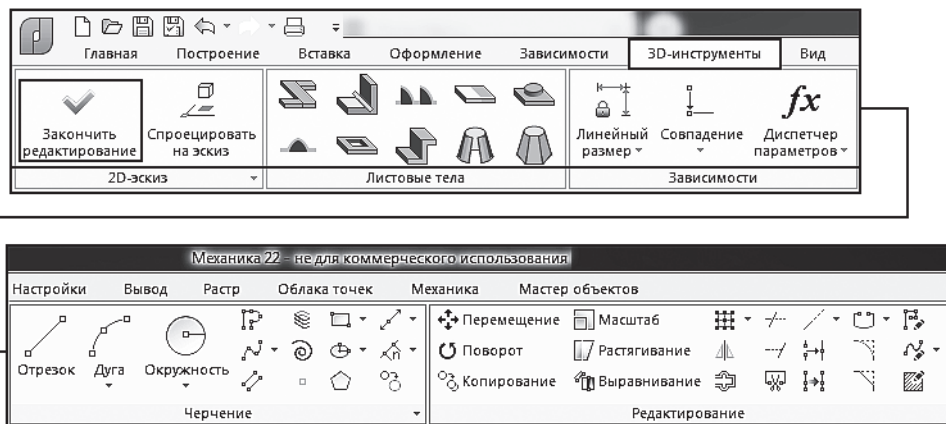 Главная Построение Вставка Оформление Зависимости 3D-инструменты Вид
Закончить редактирование
Спроецировать на эскиз
Линейный размер
Совпадение
fx
Диспетчер параметров
2D-эскиз Листовые тела Зависимости
Механика 22 - не для коммерческого использования
Настройки Вывод Растр Облака точек Механика Мастер объектов
Отрезок Дуга Окружность
Перемещение Масштаб
Поворот Растягивание
Копирование Выравнивание
Черчение Редактирование